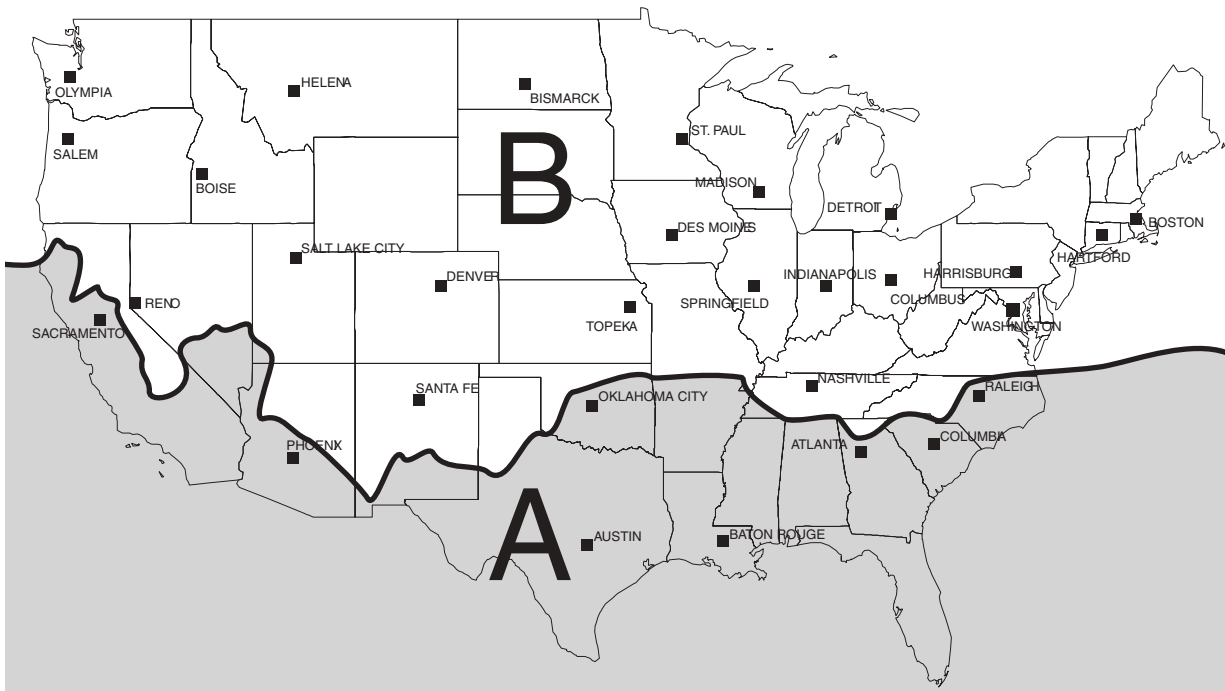 HELENA
OLYMPIA
BISMARCK
ST. PAUL
SALEM
B
MADISON
BOISE
DETROIT
BOSTON
DES MOINES
SALT LAKE CITY
HARTFORD
DENVER
INDIANAPOLIS
HARRISBURG
RENO
SPRINGFIELD
COLUMBUS
TOPEKA
WASHINGTON
SACRAMENTO
NASHVILLE
SANTA FE
RALEIGH
OKLAHOMA CITY
PHOENIX
ATLANTA
COLUMBIA
A
AUSTIN
BATON ROUGE